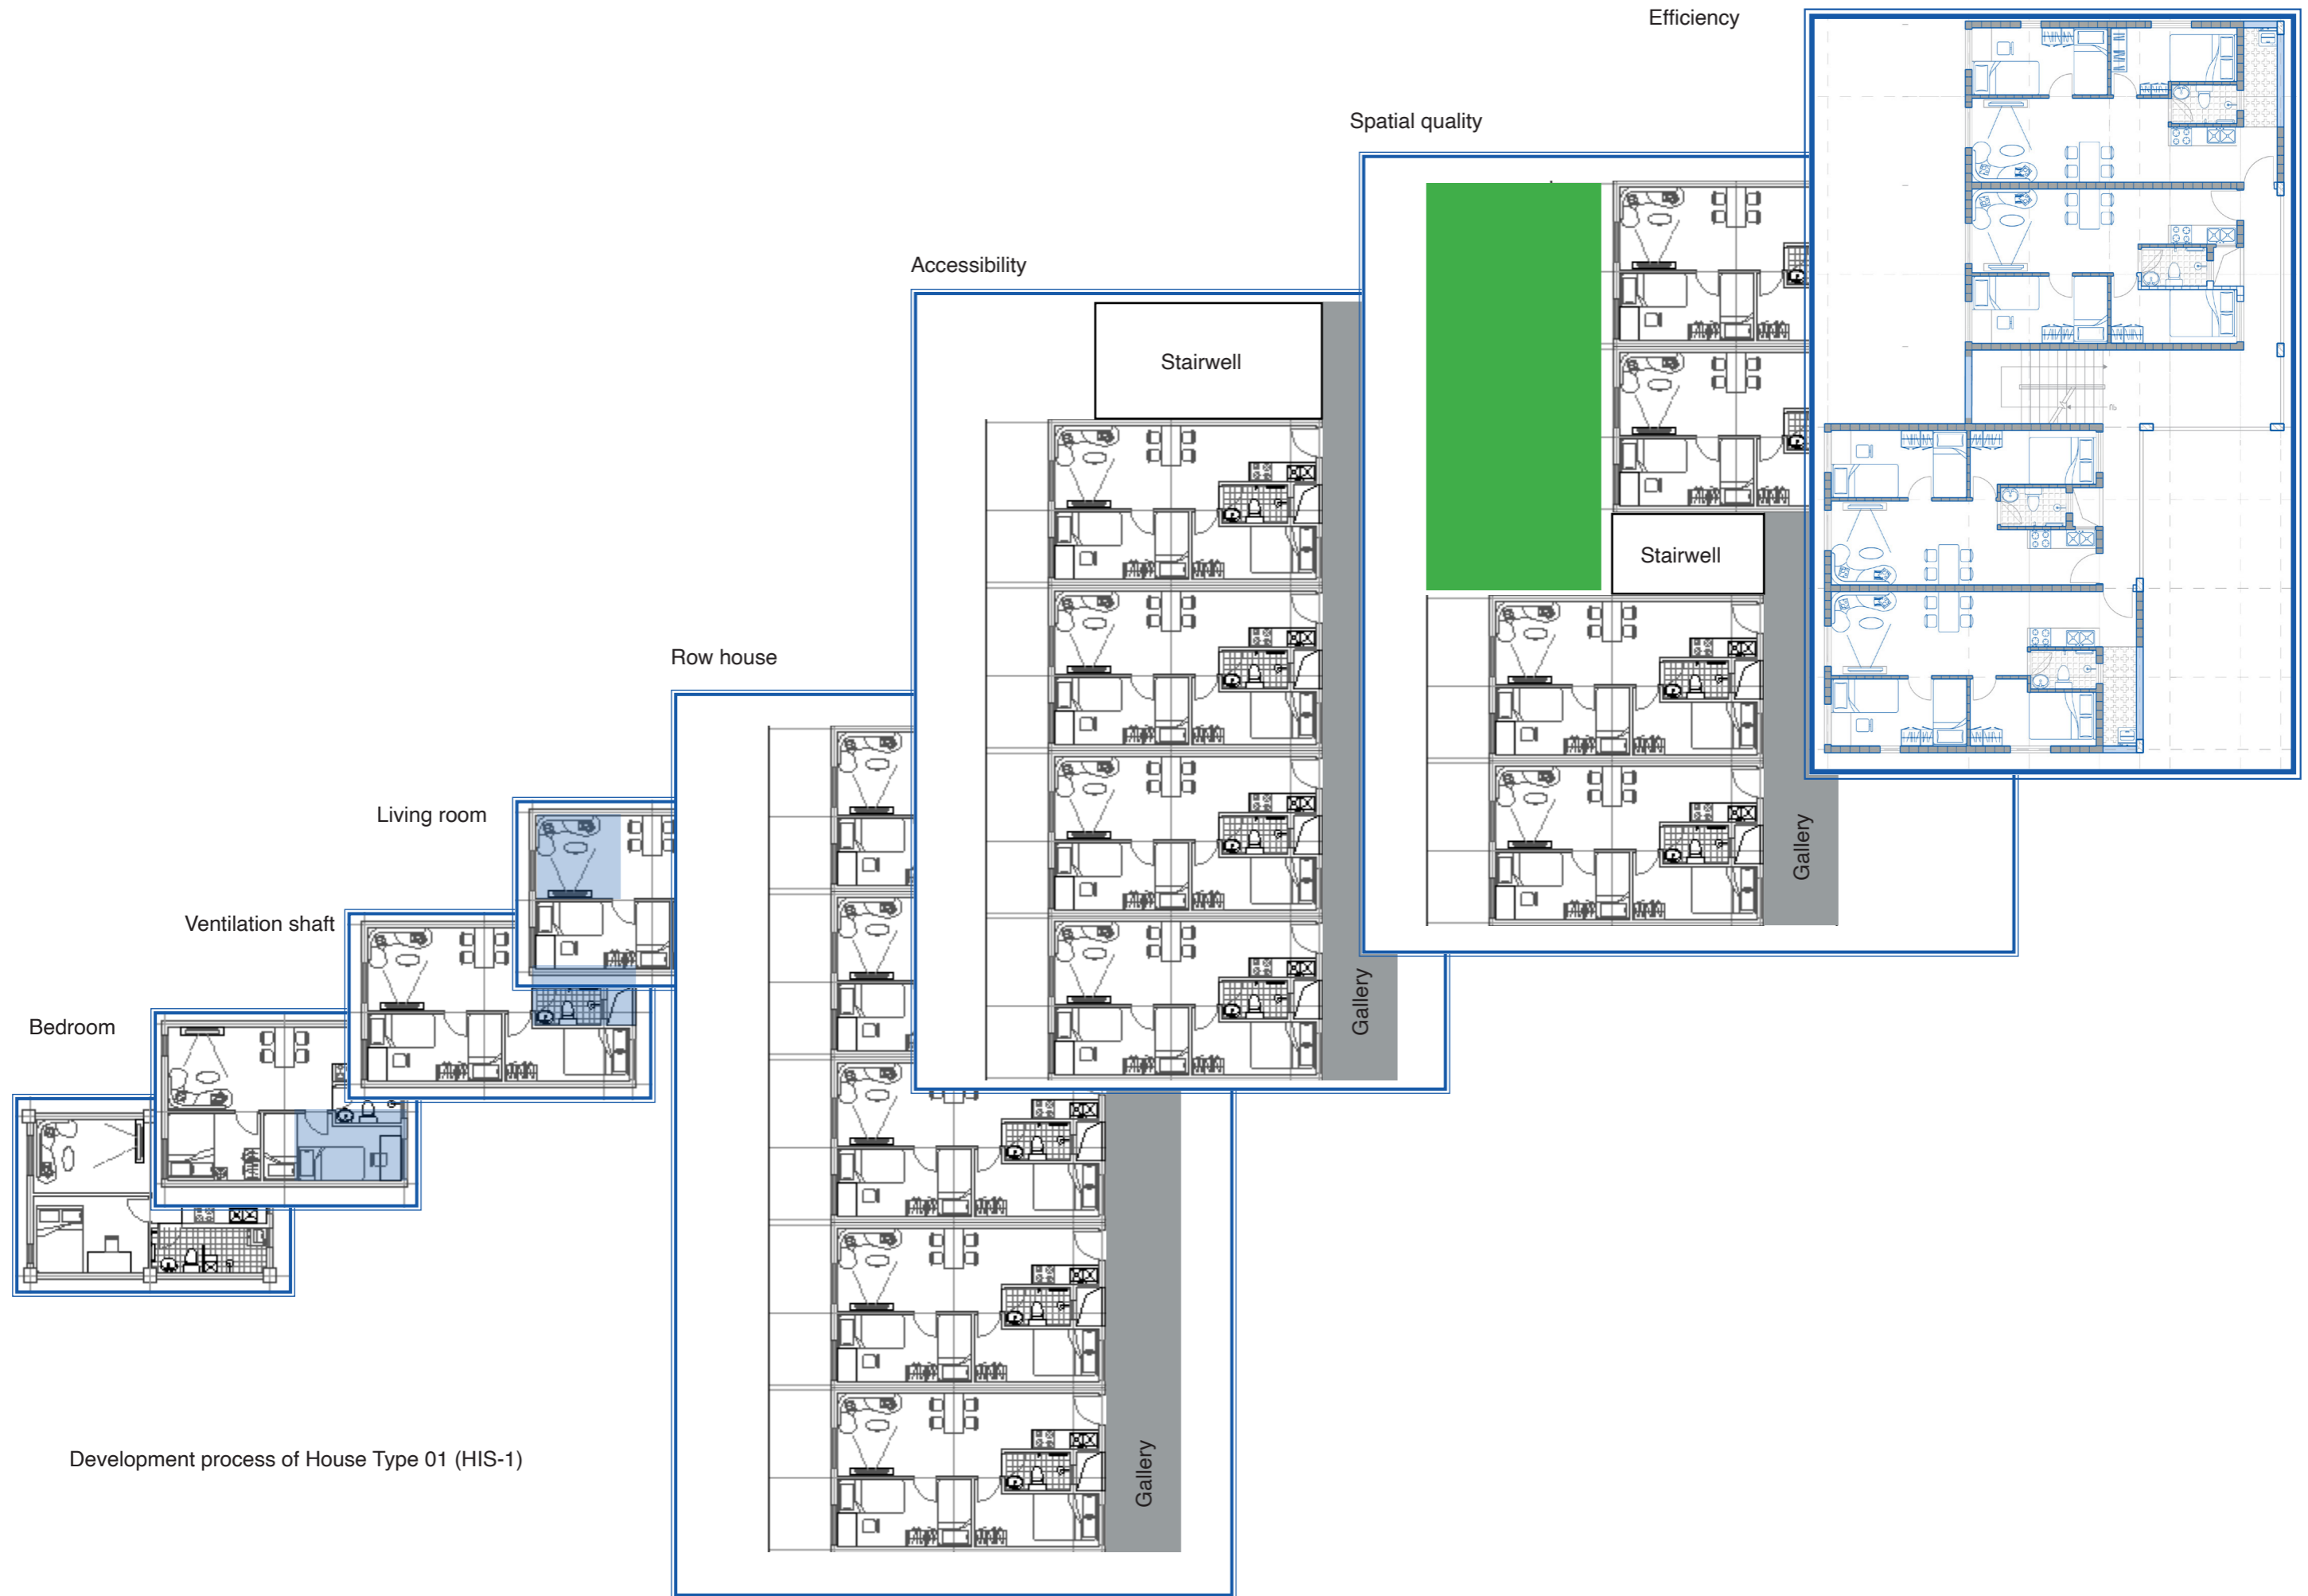 Efficiency
Spatial quality
Accessibility
Stairwell
Stairwell
Row house
Living room
Gallery
Ventilation shaft
Gallery
Bedroom
Development process of House Type 01 (HIS-1)
Gallery